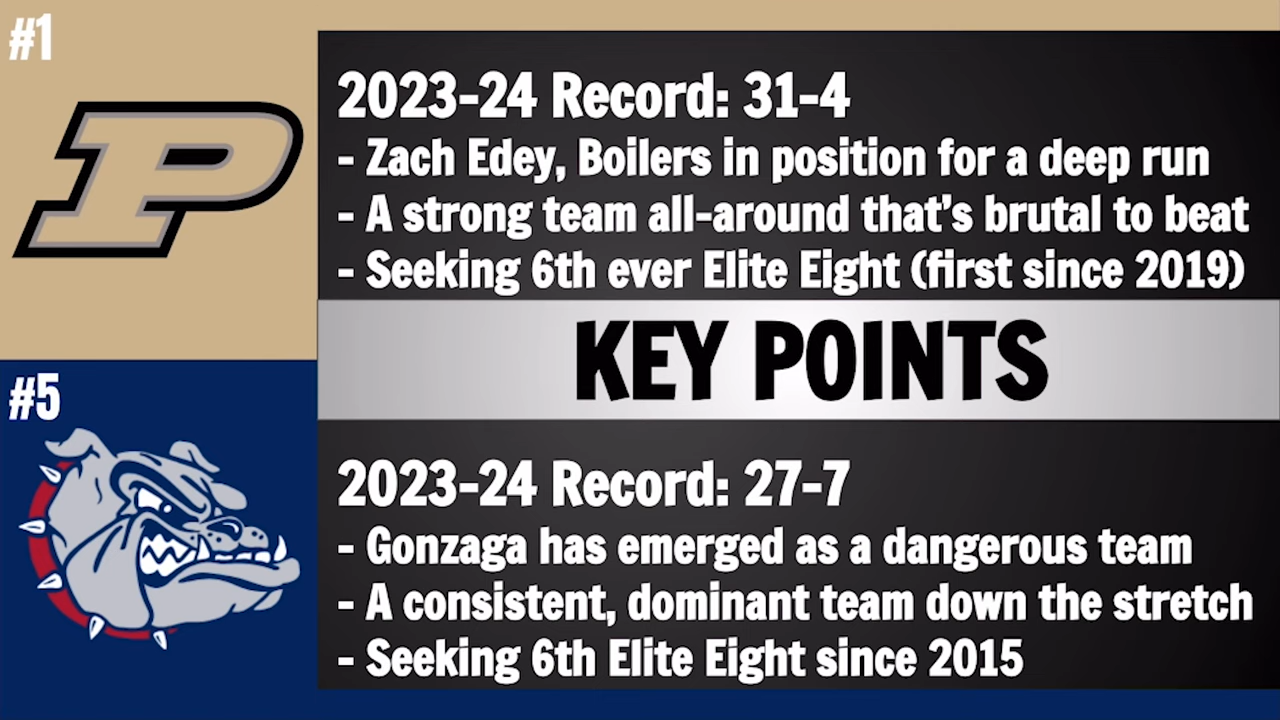 #1
P
2023-24 Record: 31-4
- Zach Edey, Boilers in position for a deep run
- A strong team all-around that's brutal to beat
- Seeking 6th ever Elite Eight (first since 2019)
KEY POINTS
#5
2023-24 Record: 27-7
- Gonzaga has emerged as a dangerous team
- A consistent, dominant team down the stretch
- Seeking 6th Elite Eight since 2015